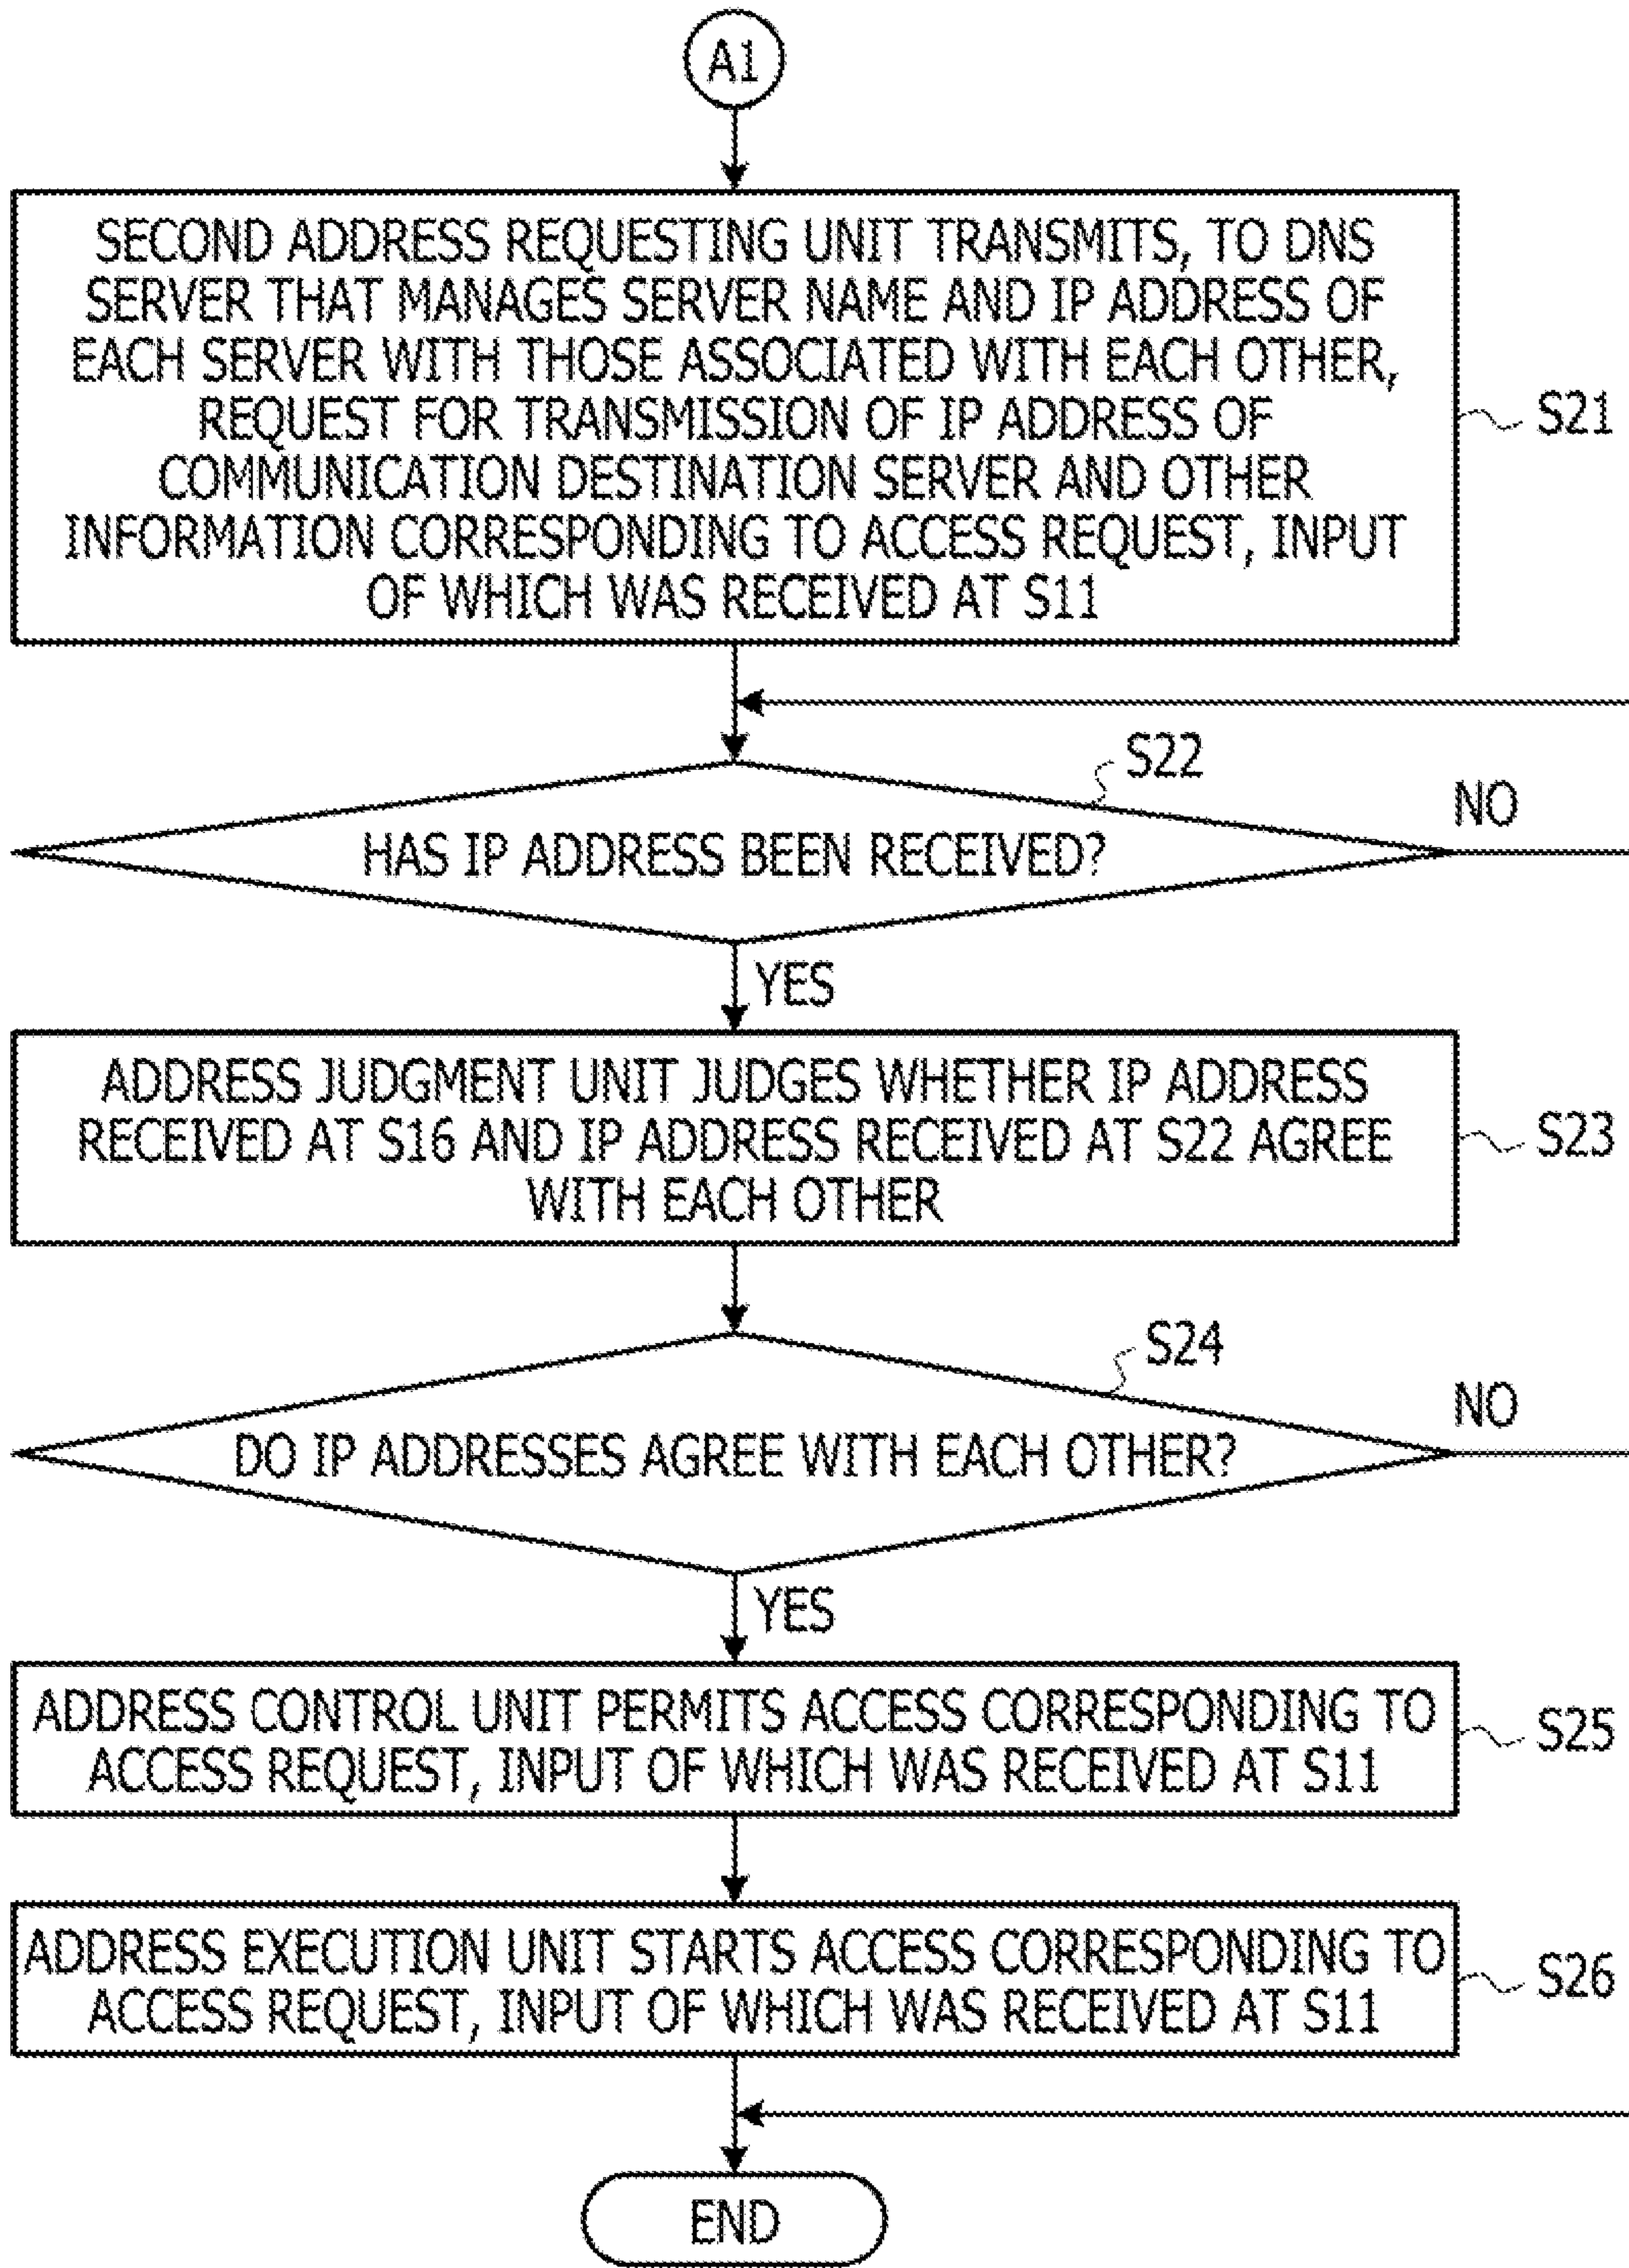 A1
SECOND ADDRESS REQUESTING UNIT TRANSMITS, TO DNS
SERVER THAT MANAGES SERVER NAME AND IP ADDRESS OF
EACH SERVER WITH THOSE ASSOCIATED WITH EACH OTHER,
REQUEST FOR TRANSMISSION OF IP ADDRESS OF
COMMUNICATION DESTINATION SERVER AND OTHER
INFORMATION CORRESPONDING TO ACCESS REQUEST, INPUT
OF WHICH WAS RECEIVED AT S11
S21
S22
NO
HAS IP ADDRESS BEEN RECEIVED?
YES
ADDRESS JUDGMENT UNIT JUDGES WHETHER IP ADDRESS
RECEIVED AT S16 AND IP ADDRESS RECEIVED AT S22 AGREE
WITH EACH OTHER
S23
S24
NO
DO IP ADDRESSES AGREE WITH EACH OTHER?
YES
ADDRESS CONTROL UNIT PERMITS ACCESS CORRESPONDING TO
ACCESS REQUEST, INPUT OF WHICH WAS RECEIVED AT S11
S25
ADDRESS EXECUTION UNIT STARTS ACCESS CORRESPONDING TO
ACCESS REQUEST, INPUT OF WHICH WAS RECEIVED AT S11
S26
END